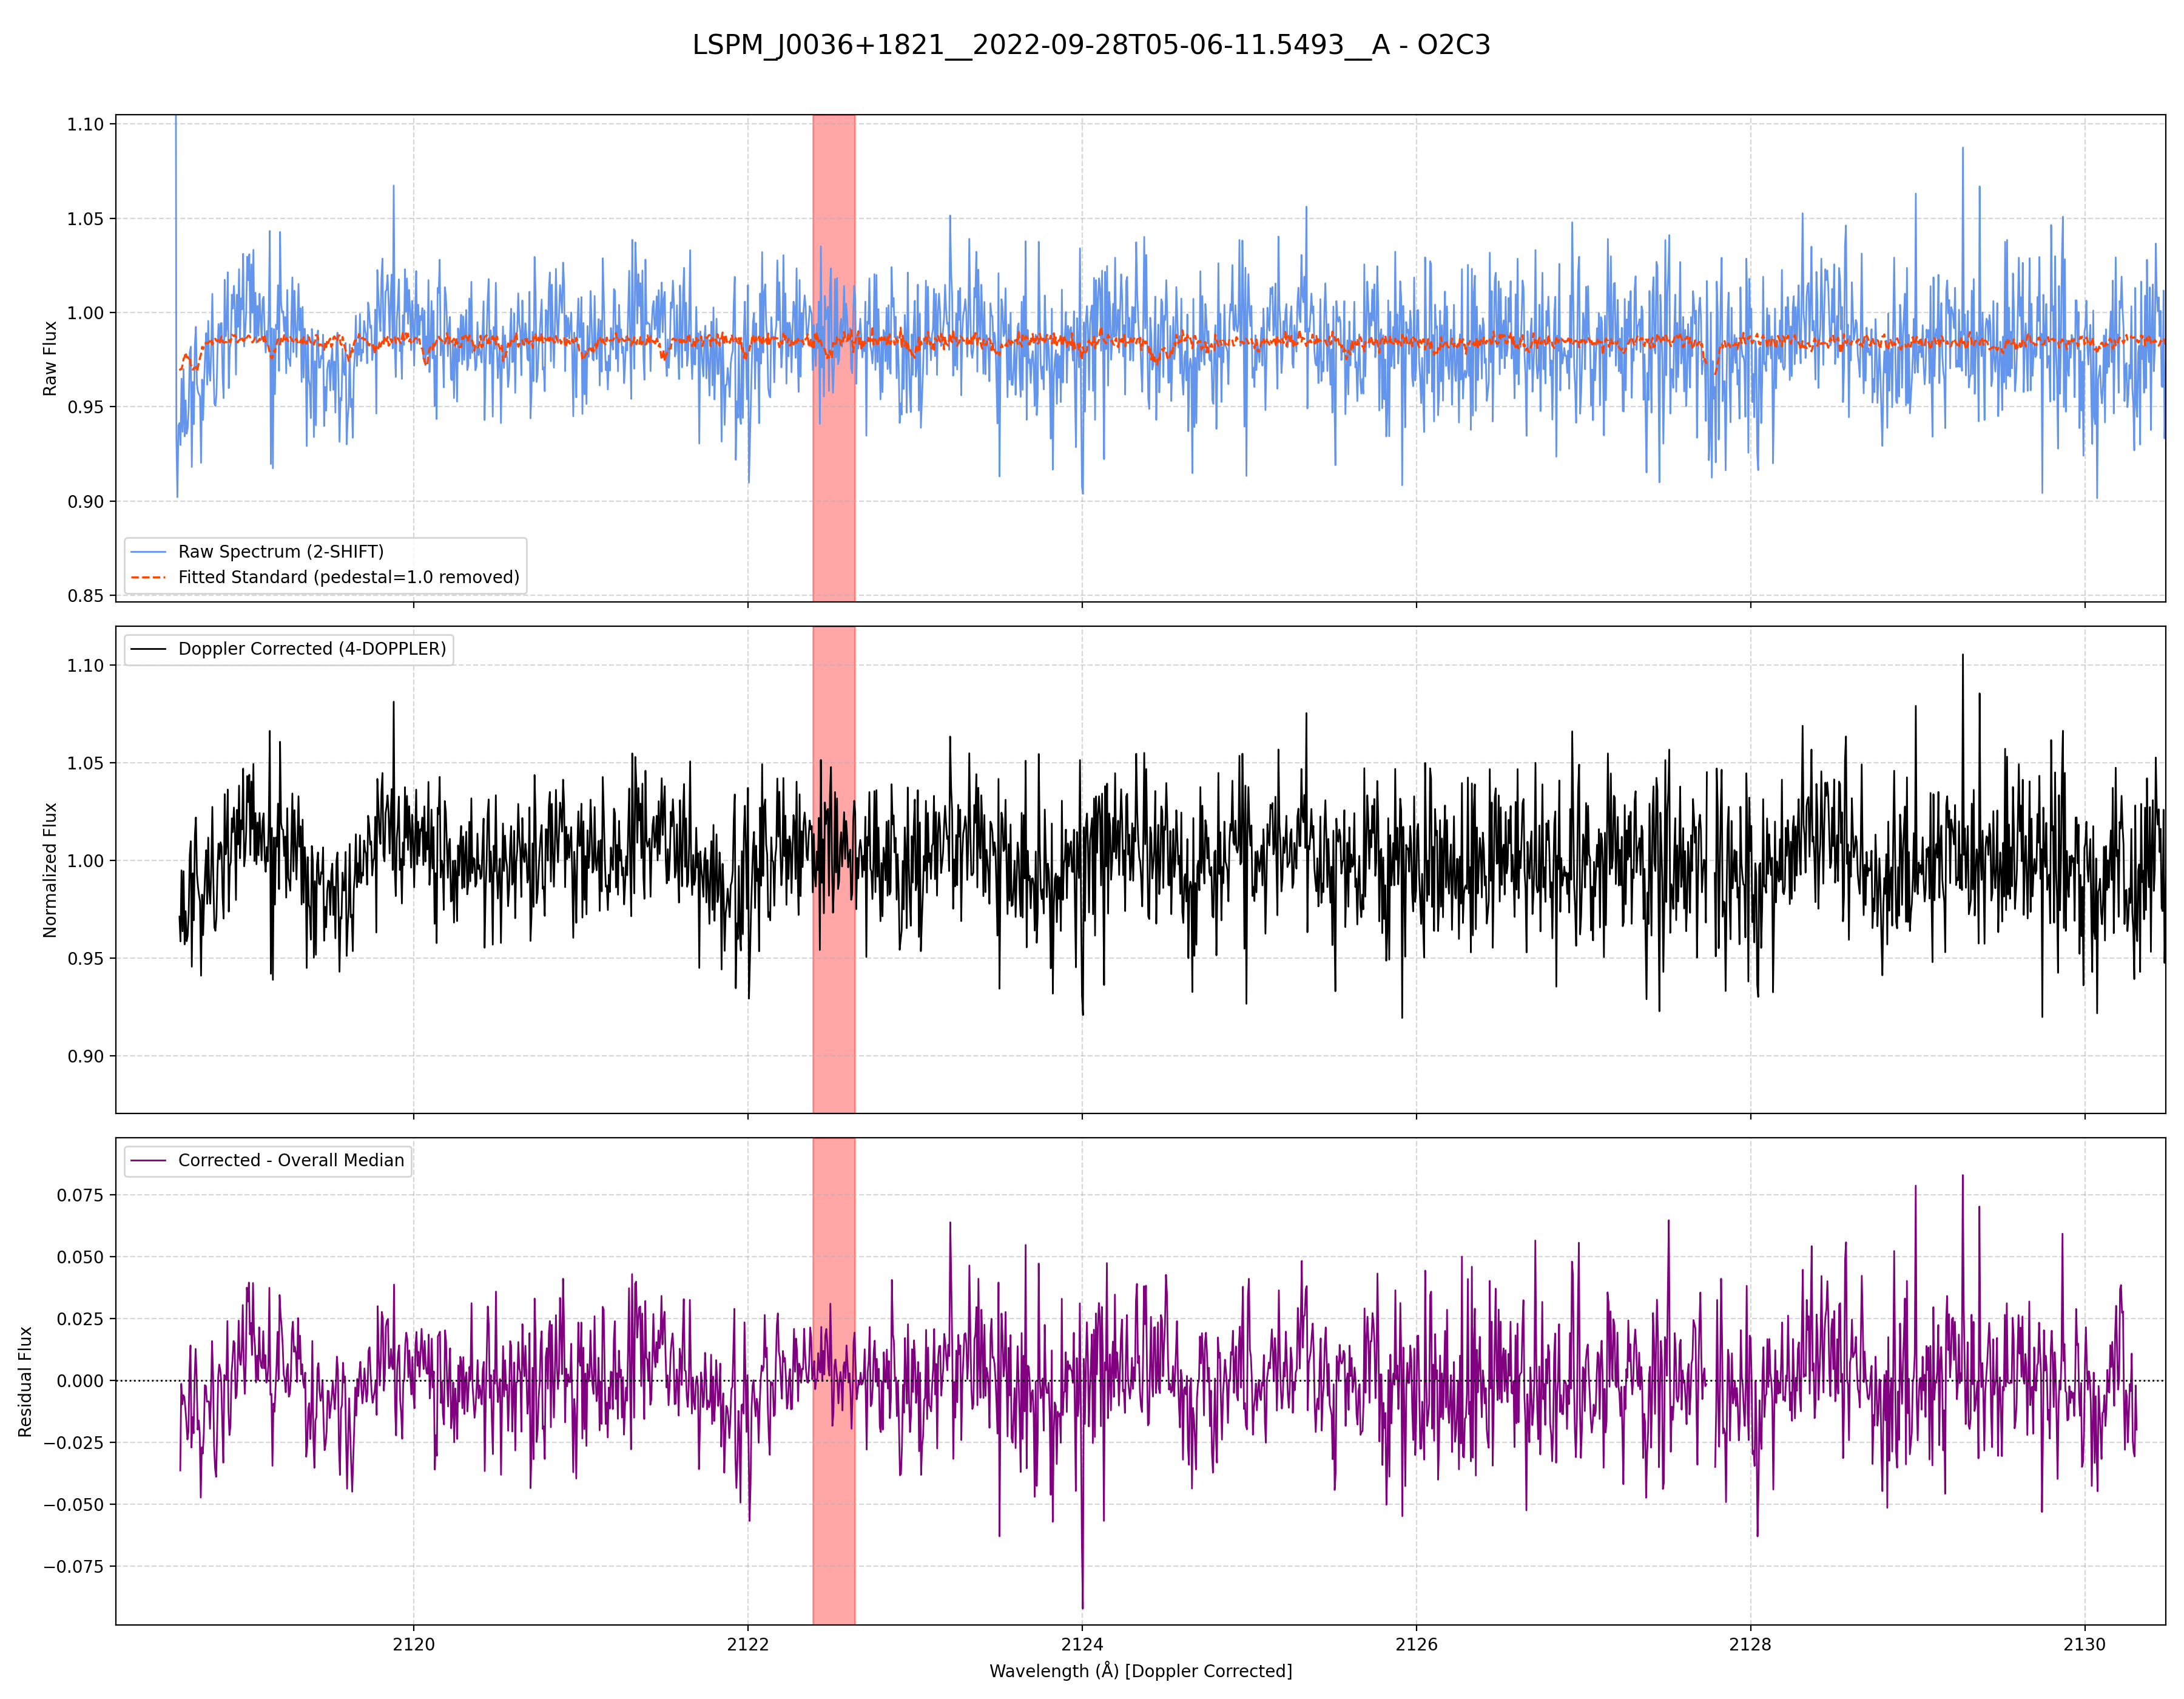 LSPM_J0036+1821__2022-09-28T05-06-11.5493__A - O2C3
1.10
1.05
1.00
0.95
0.90
0.85
Raw Flux
Raw Spectrum (2-SHIFT)
Fitted Standard (pedestal=1.0 removed)
Doppler Corrected (4-DOPPLER)
1.10
1.05
1.00
0.95
0.90
Normalized Flux
Corrected - Overall Median
0.075
0.050
0.025
0.000
−0.025
−0.050
−0.075
Residual Flux
2120 2122 2124 2126 2128 2130
Wavelength (Å) [Doppler Corrected]